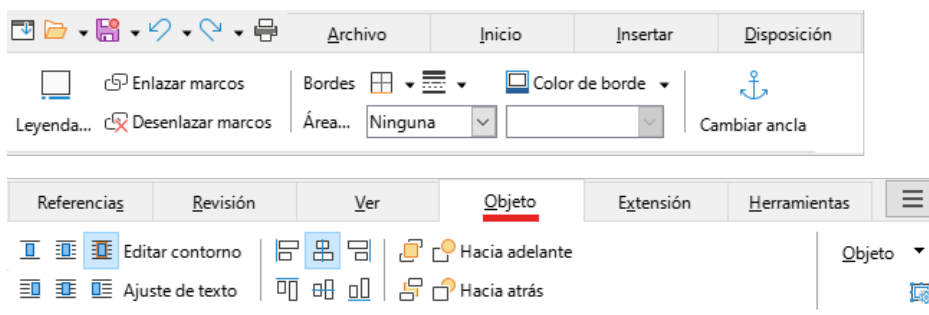 Archivo Inicio Insertar Disposición
Enlazar marcos Bordes Color de borde
Leyenda... Desenlazar marcos Área... Ninguna Cambiar ancla
Referencias Revisión Ver Objeto Extensión Herramientas
Editar contorno Hacia adelante Objeto
Ajuste de texto Hacia atrás